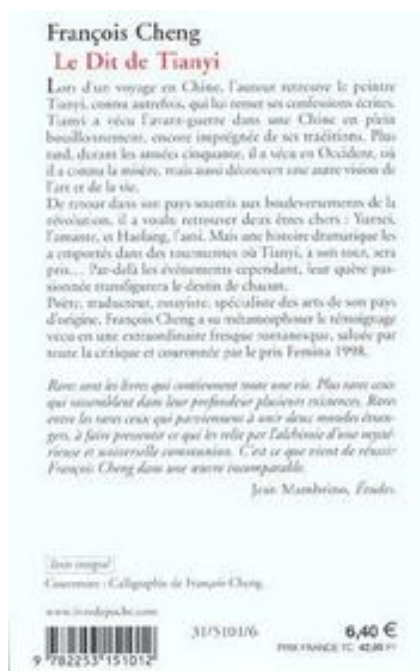 François Cheng
Le Dit de Tianyi
Lors d'un voyage en Chine, l'auteur retrouve le peintre
Tianyi, connu autrefois, qui lui remet ses confessions écrites.
Tianyi a vécu l'avant-guerre dans une Chine en plein
bouillonnement, encore imprégnée de ses traditions. Plus
tard, durant les années cinquante, il a vécu en Occident, où
il a connu la misère, mais aussi découvert une autre vision de
l'art et de la vie.
De retour dans son pays soumis aux bouleversements de la
révolution, il a voulu retrouver deux êtres chers : Yumei,
l'amante, et Haolang, l'ami. Mais une histoire dramatique les
a emportés dans des tourmentes où Tianyi, à son tour, sera
pris... Par-delà les événements cependant, leur quête pas-
sionnée transfigurera le destin de chacun.
Poète, traducteur, essayiste, spécialiste des arts de son pays
d'origine, François Cheng a su métamorphoser le témoignage
vécu en une extraordinaire fresque romanesque, saluée par
toute la critique et couronnée par le prix Femina 1998.
Rares sont les livres qui contiennent toute une vie. Plus rares ceux
qui rassemblent dans leur profondeur plusieurs existences. Rares
entre les rares ceux qui parviennent à unir deux mondes étran-
gers, à faire pressentir ce qui les relie par l'alchimie d'une mysté-
rieuse et universelle communion. C'est ce que vient de réussir
François Cheng dans une œuvre incomparable.
Jean Mambrino, Études.
Texte intégral
Couverture : Calligraphie de François Cheng.
www.livredepoche.com
31/5101/6
6,40 €
PRIX FRANCE TC
9 782253 151012